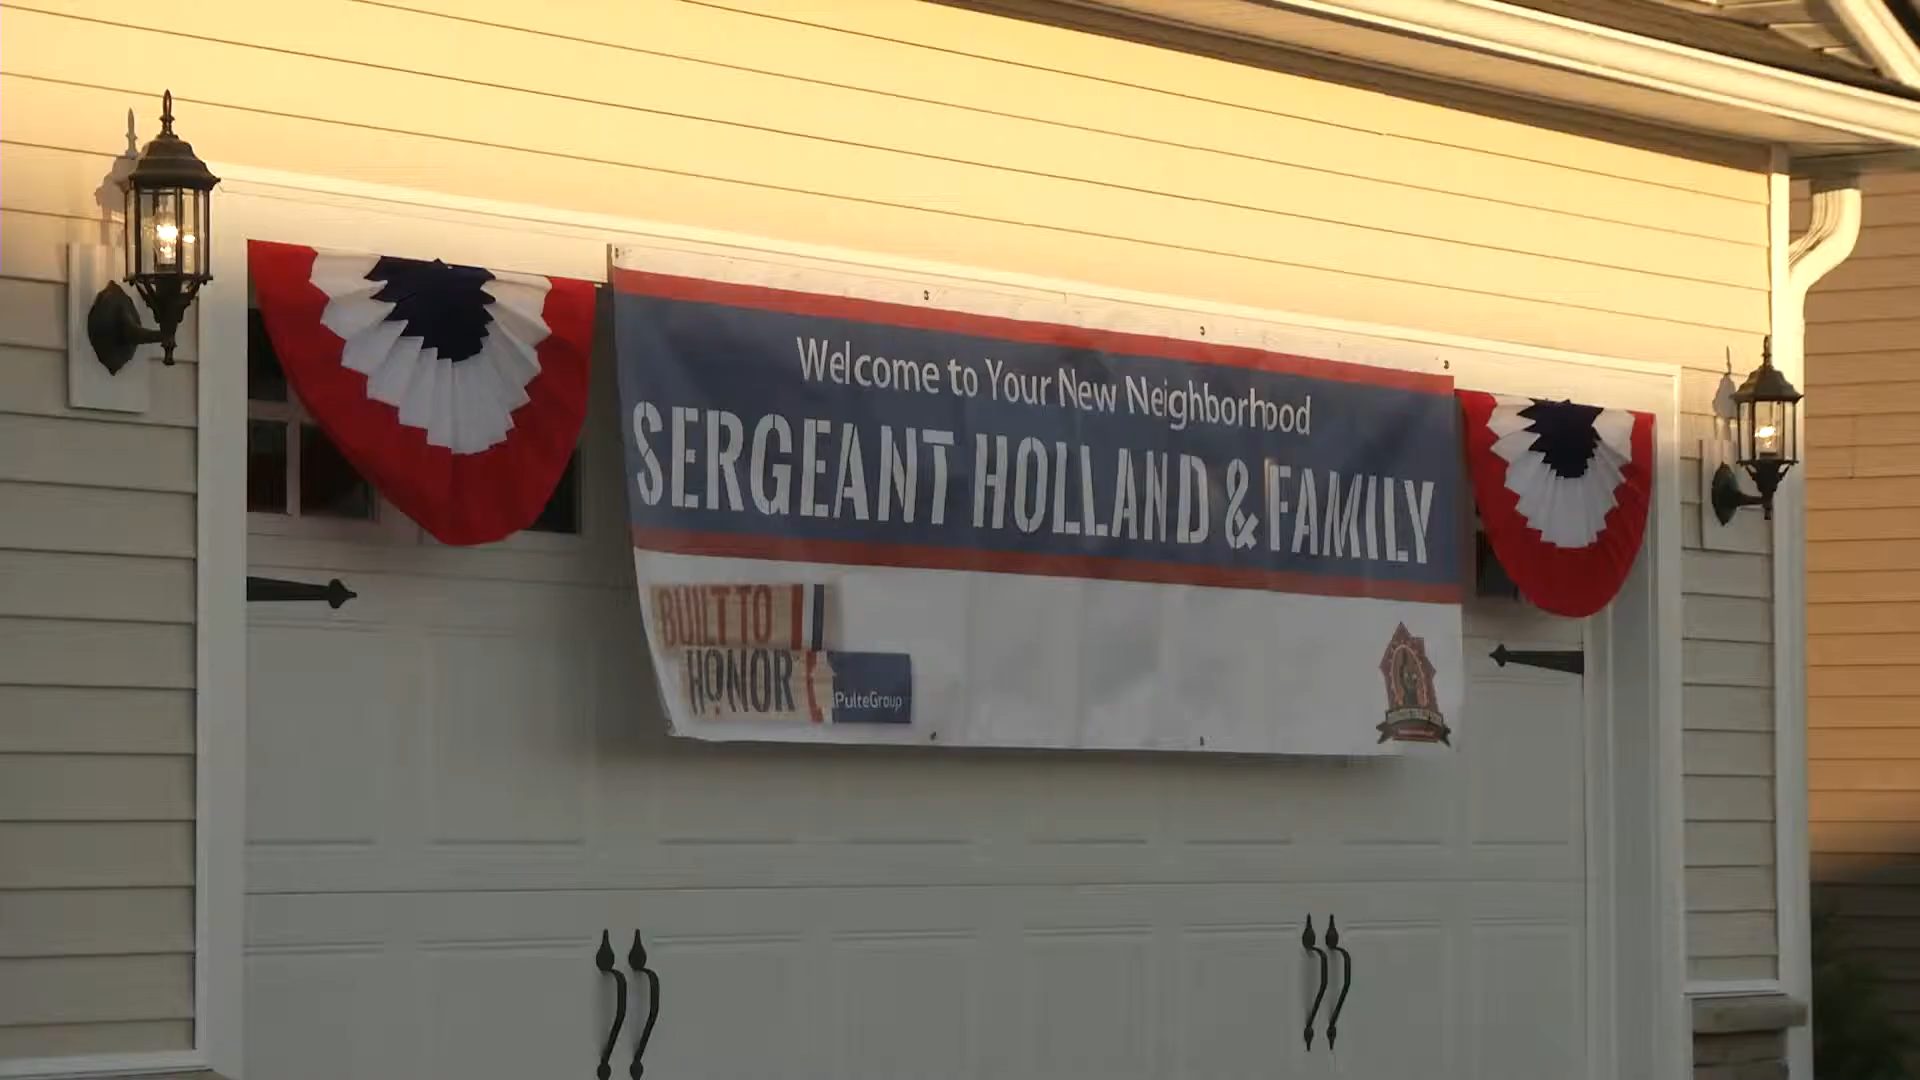 Welcome to Your New Neighborhood
SERGEANT HOLLAND & FAMILY
BUILT TO
HONOR
PulteGroup